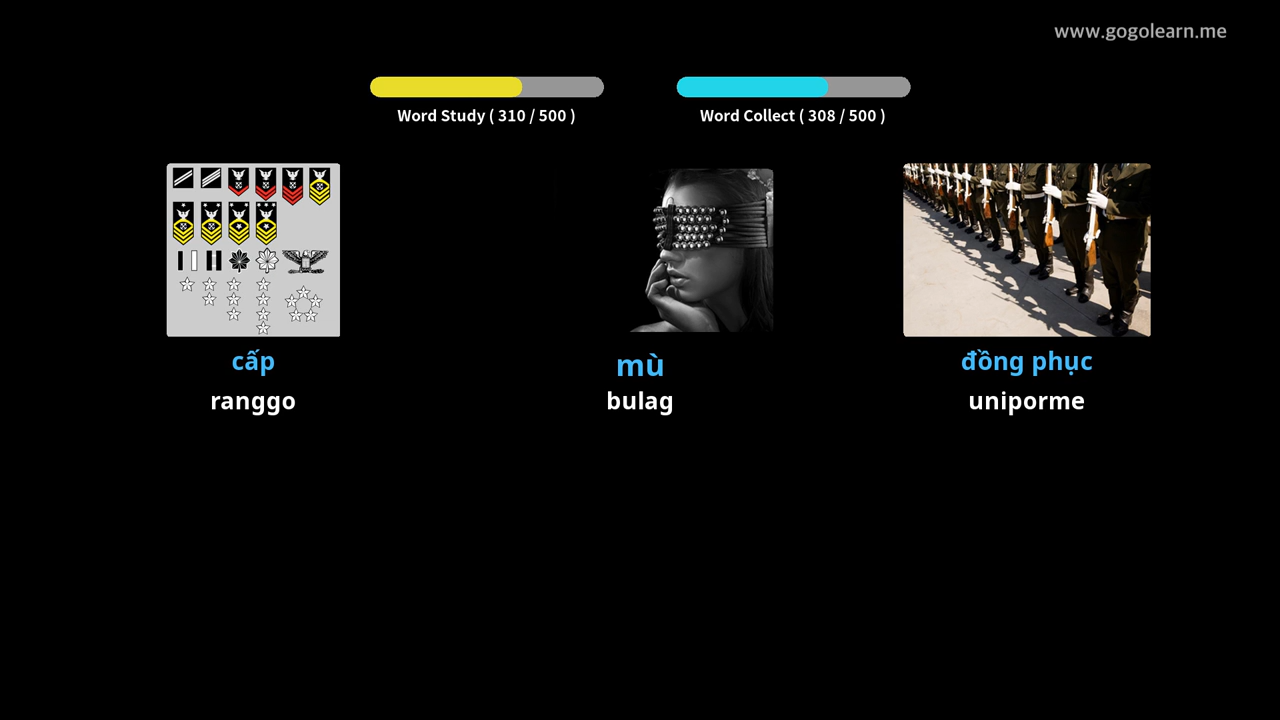 www.gogolearn.me
Word Study ( 310 / 500 )
Word Collect ( 308 / 500 )
cấp
ranggo
mù
bulag
đồng phục
uniporme